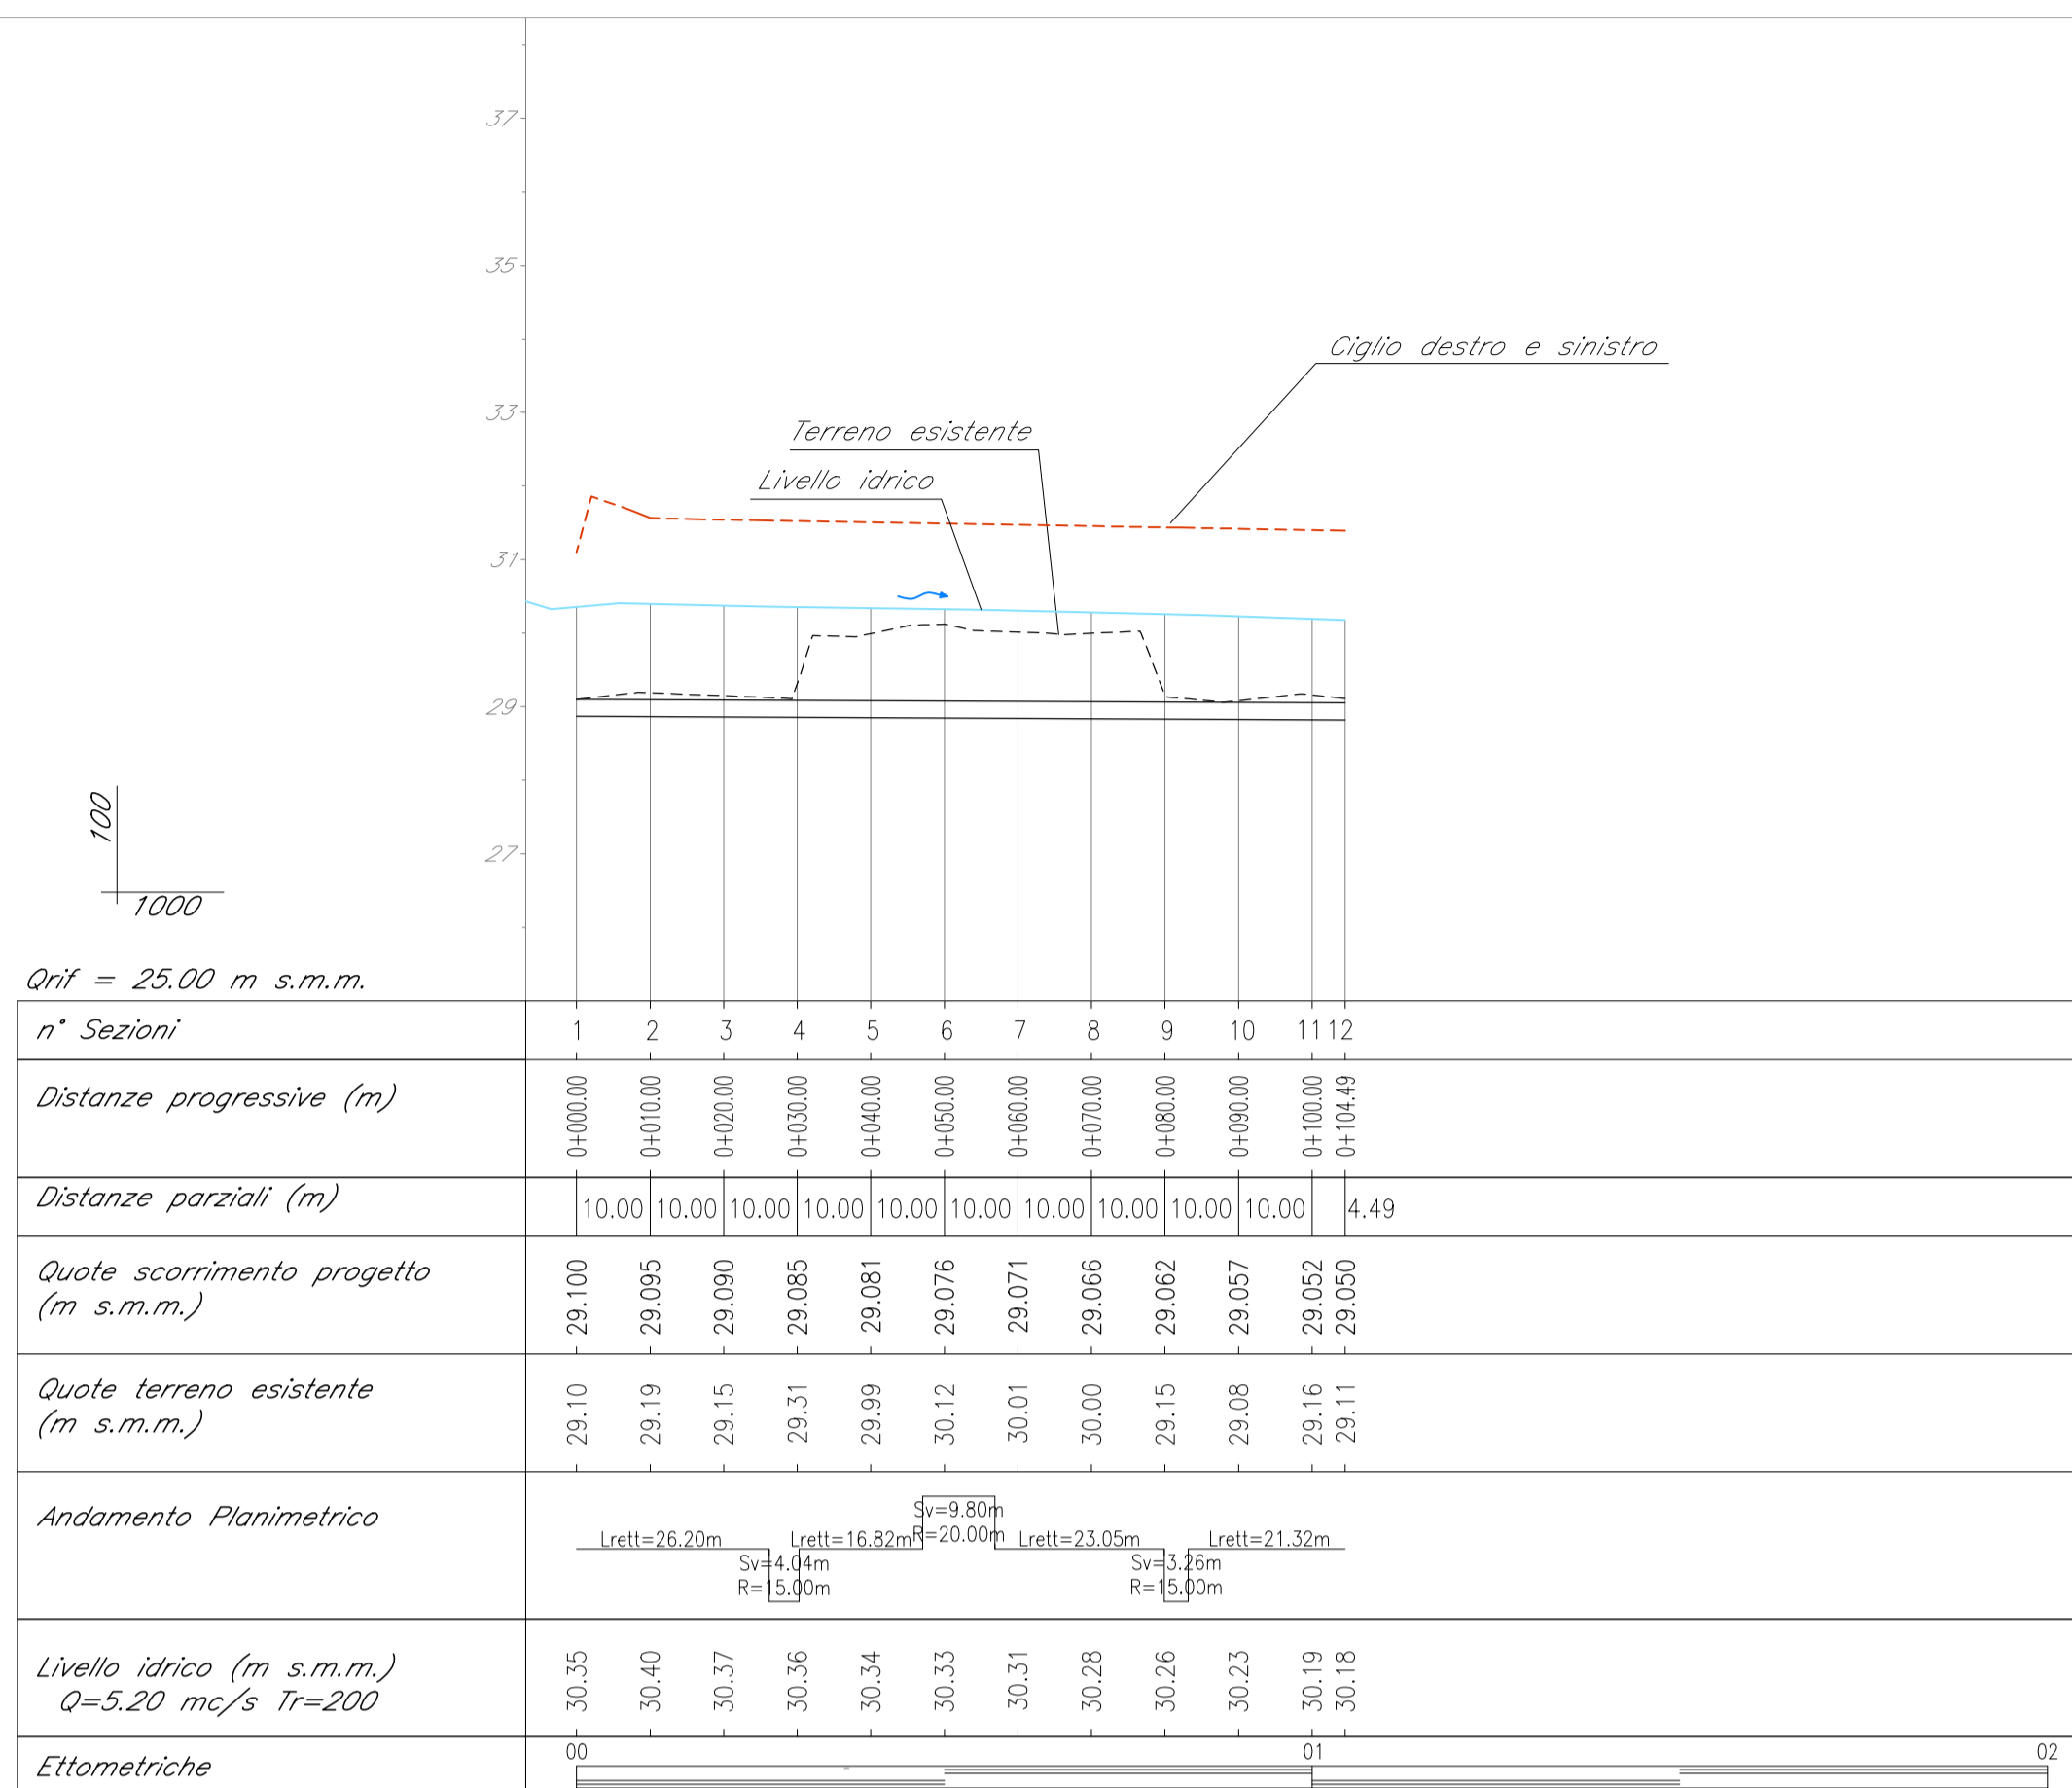 37
35
Ciglio destro e sinistro
33
Terreno esistente
Livello idrico
31
29
27
100
1000
Qrif = 25.00 m s.m.m.
n° Sezioni 1 2 3 4 5 6 7 8 9 10 11 12
Distanze progressive (m) 0+000.00 0+010.00 0+020.00 0+030.00 0+040.00 0+050.00 0+060.00 0+070.00 0+080.00 0+090.00 0+100.00 0+104.49
Distanze parziali (m) 10.00 10.00 10.00 10.00 10.00 10.00 10.00 10.00 10.00 10.00 4.49
Quote scorrimento progetto
(m s.m.m.) 29.100 29.095 29.090 29.085 29.081 29.076 29.071 29.066 29.062 29.057 29.052 29.050
Quote terreno esistente
(m s.m.m.) 29.10 29.19 29.15 29.31 29.99 30.12 30.01 30.00 29.15 29.08 29.16 29.11
Andamento Planimetrico
Lrett=26.20m
Sv=4.04m
R=15.00m
Lrett=16.82m
Sv=9.80m
R=20.00m
Lrett=23.05m
Sv=3.26m
R=15.00m
Lrett=21.32m
Livello idrico (m s.m.m.)
Q=5.20 mc/s Tr=200
30.35 30.40 30.37 30.36 30.34 30.33 30.31 30.28 30.26 30.23 30.19 30.18
Ettometriche 00 01 02